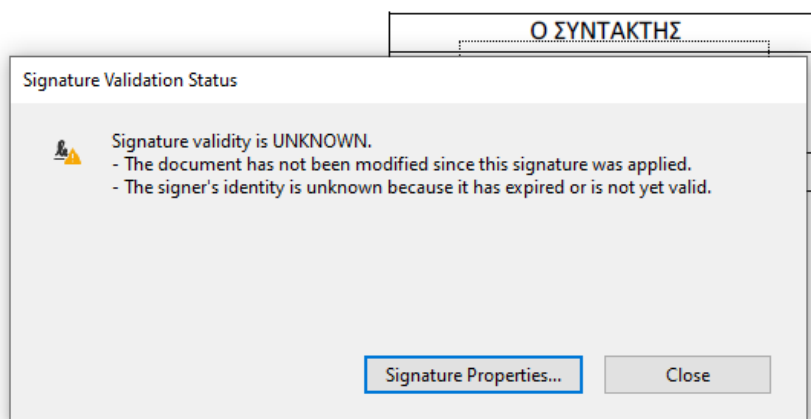 Ο ΣΥΝΤΑΚΤΗΣ
Signature Validation Status
Signature validity is UNKNOWN.
- The document has not been modified since this signature was applied.
- The signer's identity is unknown because it has expired or is not yet valid.
Signature Properties...
Close